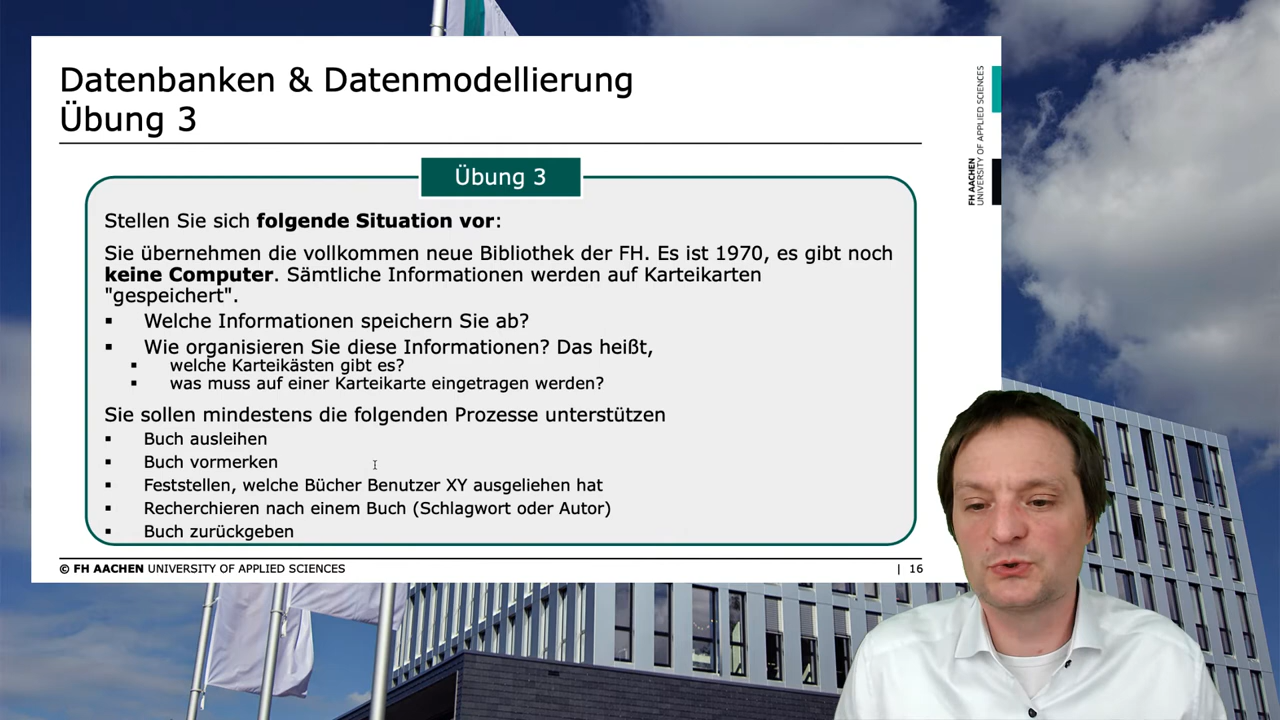 Datenbanken & Datenmodellierung
Übung 3
Übung 3
Stellen Sie sich folgende Situation vor:
Sie übernehmen die vollkommen neue Bibliothek der FH. Es ist 1970, es gibt noch
keine Computer. Sämtliche Informationen werden auf Karteikarten
"gespeichert".
▪ Welche Informationen speichern Sie ab?
▪ Wie organisieren Sie diese Informationen? Das heißt,
▪ welche Karteikästen gibt es?
▪ was muss auf einer Karteikarte eingetragen werden?
Sie sollen mindestens die folgenden Prozesse unterstützen
▪ Buch ausleihen
▪ Buch vormerken
▪ Feststellen, welche Bücher Benutzer XY ausgeliehen hat
▪ Recherchieren nach einem Buch (Schlagwort oder Autor)
▪ Buch zurückgeben
© FH AACHEN UNIVERSITY OF APPLIED SCIENCES
| 16
FH AACHEN
UNIVERSITY OF APPLIED SCIENCES